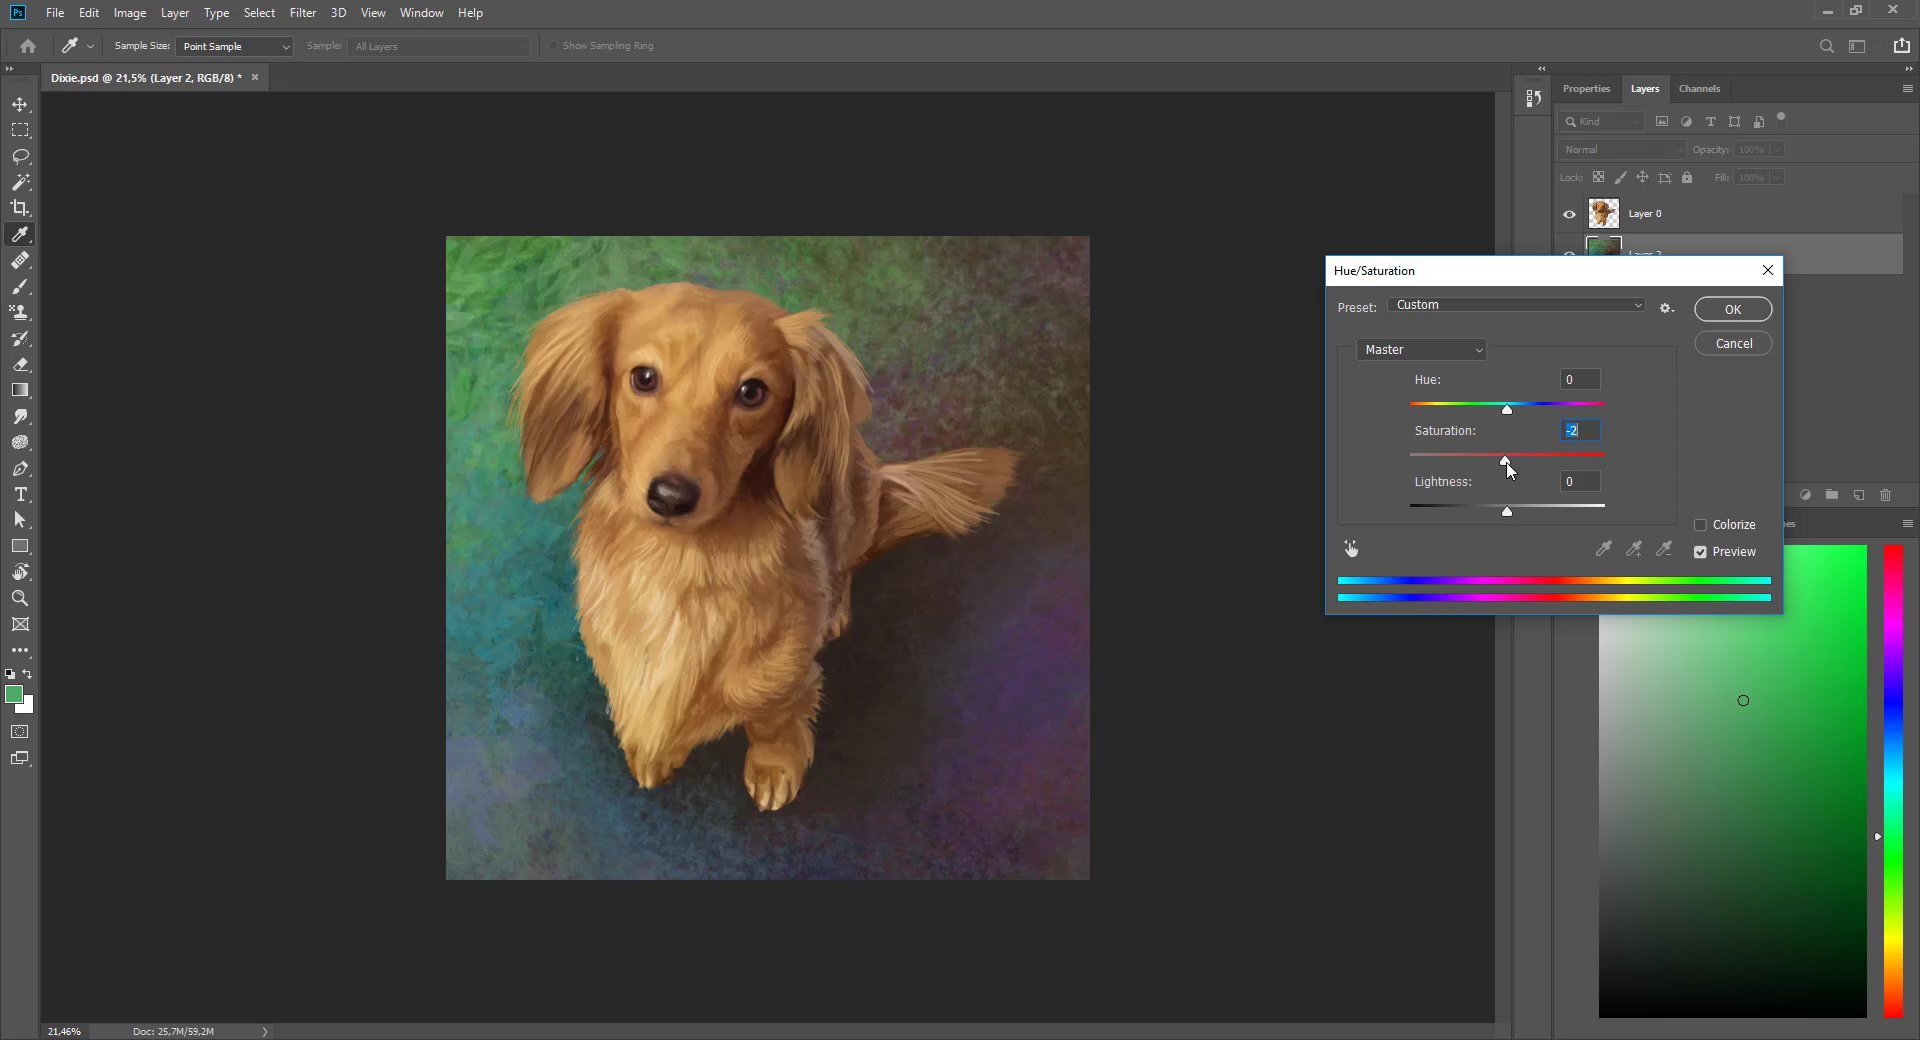 Ps File Edit Image Layer Type Select Filter 3D View Window Help
Sample Size: Point Sample Sample: All Layers Show Sampling Ring
Dixie.psd @ 21,5% (Layer 2, RGB/8) *
Properties Layers Channels
Kind
Normal Opacity: 100%
Lock: Fill: 100%
Layer 0
Layer 2
Hue/Saturation
Preset: Custom OK
Master Cancel
Hue: 0
Saturation: -2
Lightness: 0
Colorize
Preview
21,46% Doc: 25,7M/59,2M